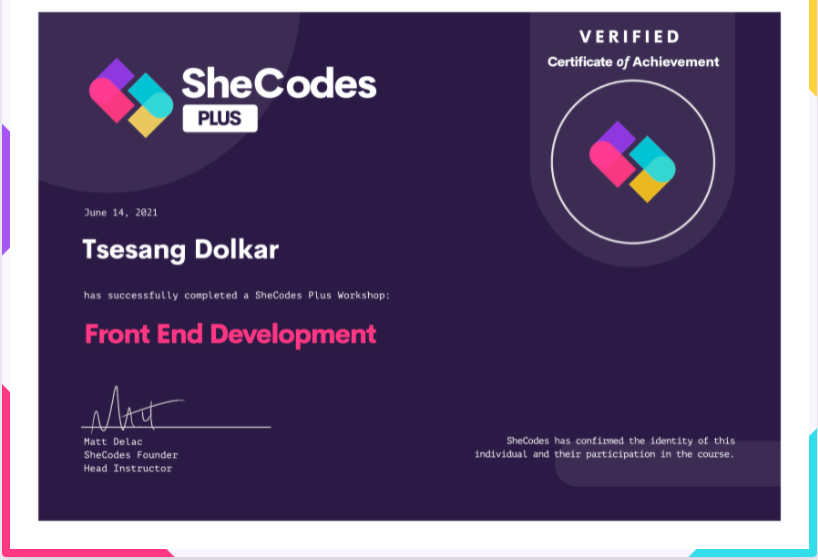 SheCodes
PLUS
VERIFIED
Certificate of Achievement
June 14, 2021
Tsesang Dolkar
has successfully completed a SheCodes Plus Workshop:
Front End Development
Matt Delac
SheCodes Founder
Head Instructor
SheCodes has confirmed the identity of this
individual and their participation in the course.